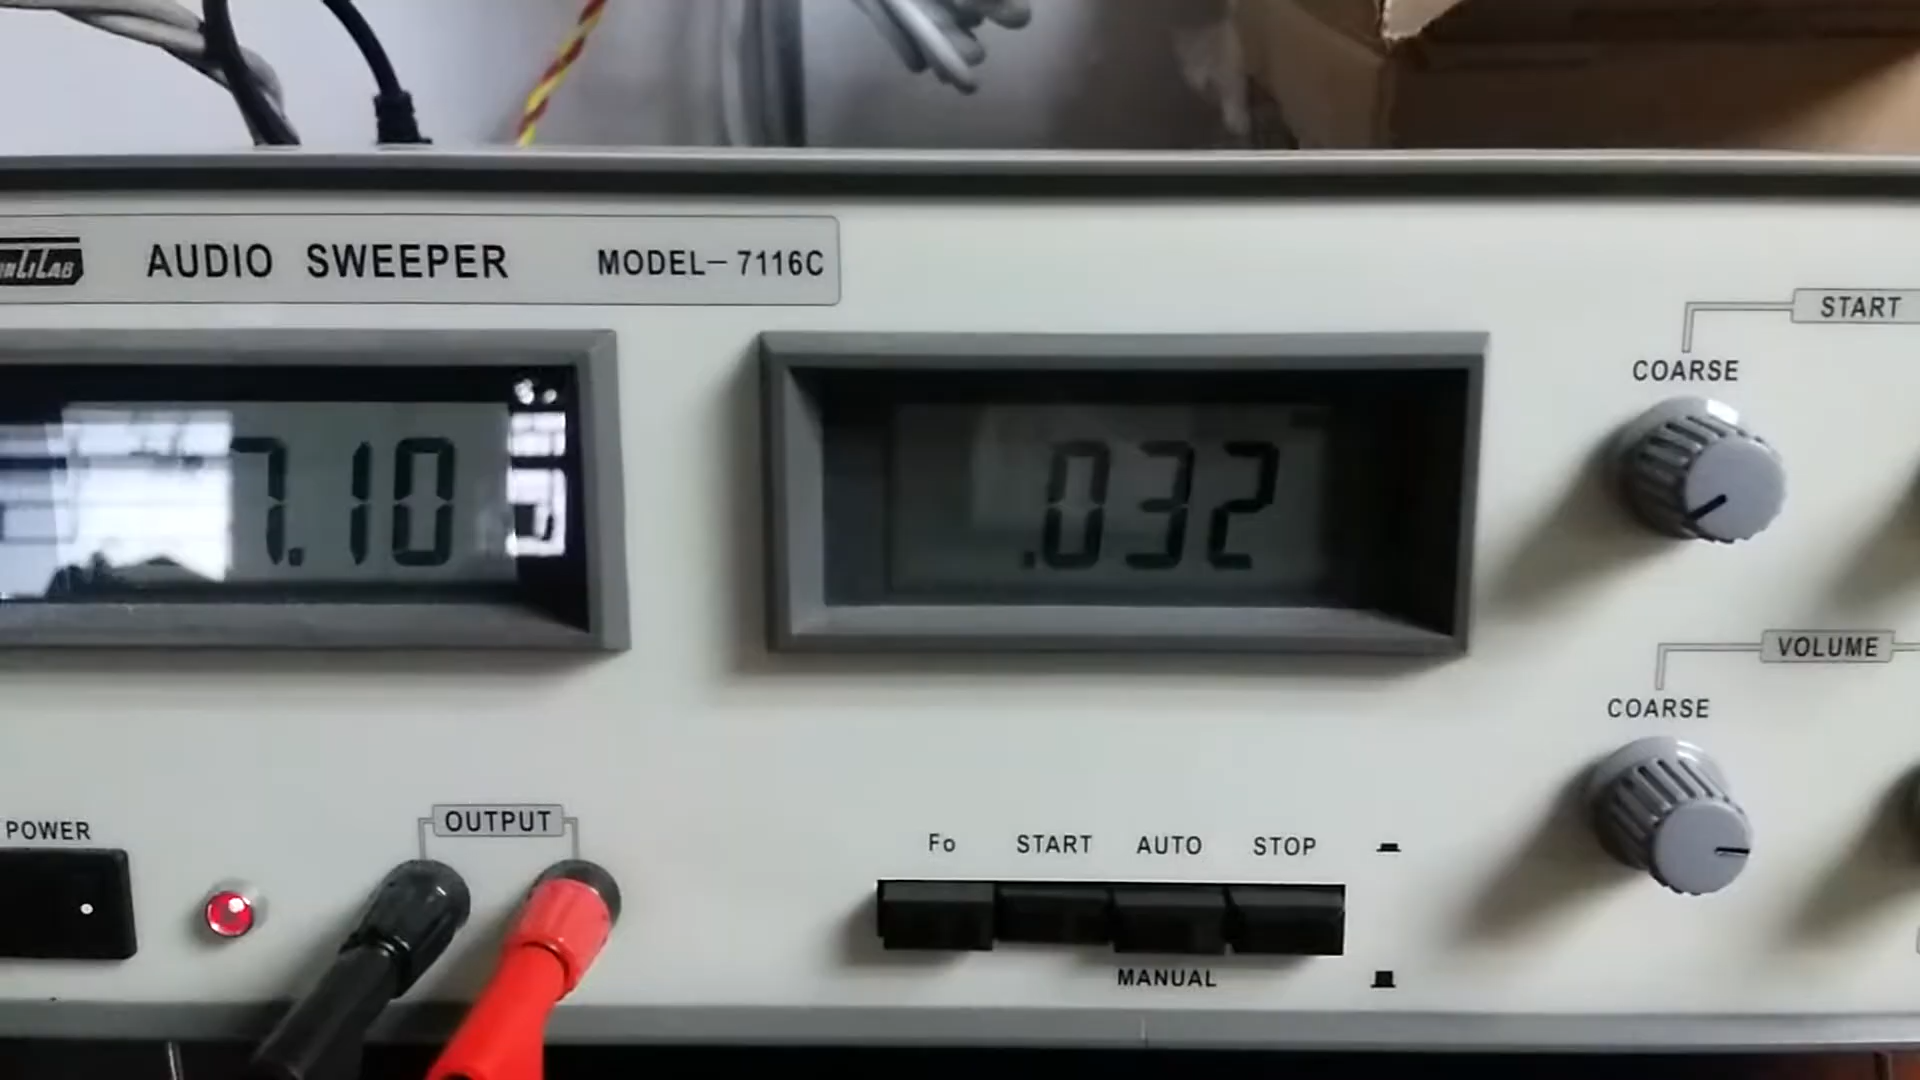 AUDIO SWEEPER MODEL-7116C
START
COARSE
7.10
.032
VOLUME
COARSE
POWER
OUTPUT
Fo START AUTO STOP
MANUAL